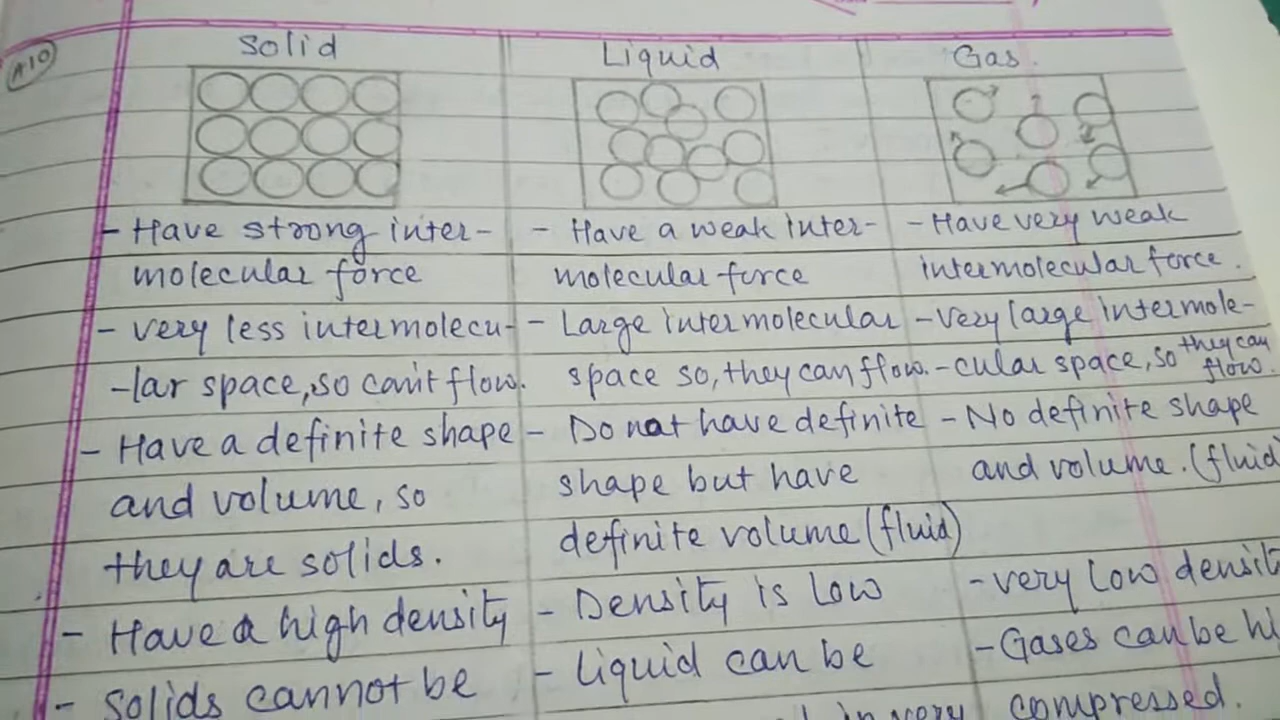 A10
Solid
- Have strong inter-
molecular force
- very less intermolecu-
-lar space, so can't flow.
- Have a definite shape
and volume, so
they are solids.
- Have a high density
- Solids cannot be
Liquid
- Have a weak inter-
molecular force
- Large intermolecular
space so, they can flow.
- Do not have definite
shape but have
definite volume (fluid)
- Density is low
- Liquid can be
in very
Gas.
- Have very weak
intermolecular force.
- very large intermole-
-cular space, so they can
flow.
- No definite shape
and volume. (fluid
- very low densit
- Gases can be hi
compressed.